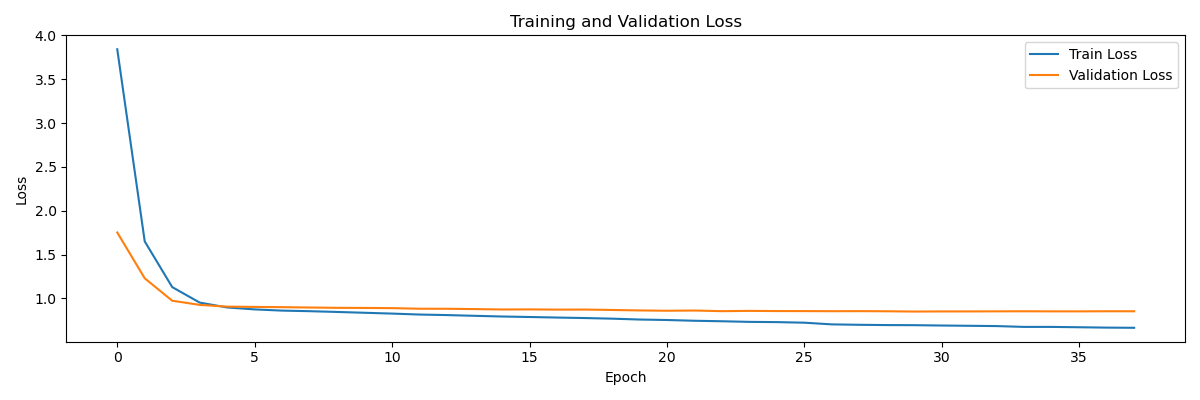 Training and Validation Loss
4.0
3.5
3.0
2.5
2.0
1.5
1.0
Loss
Train Loss
Validation Loss
0 5 10 15 20 25 30 35
Epoch